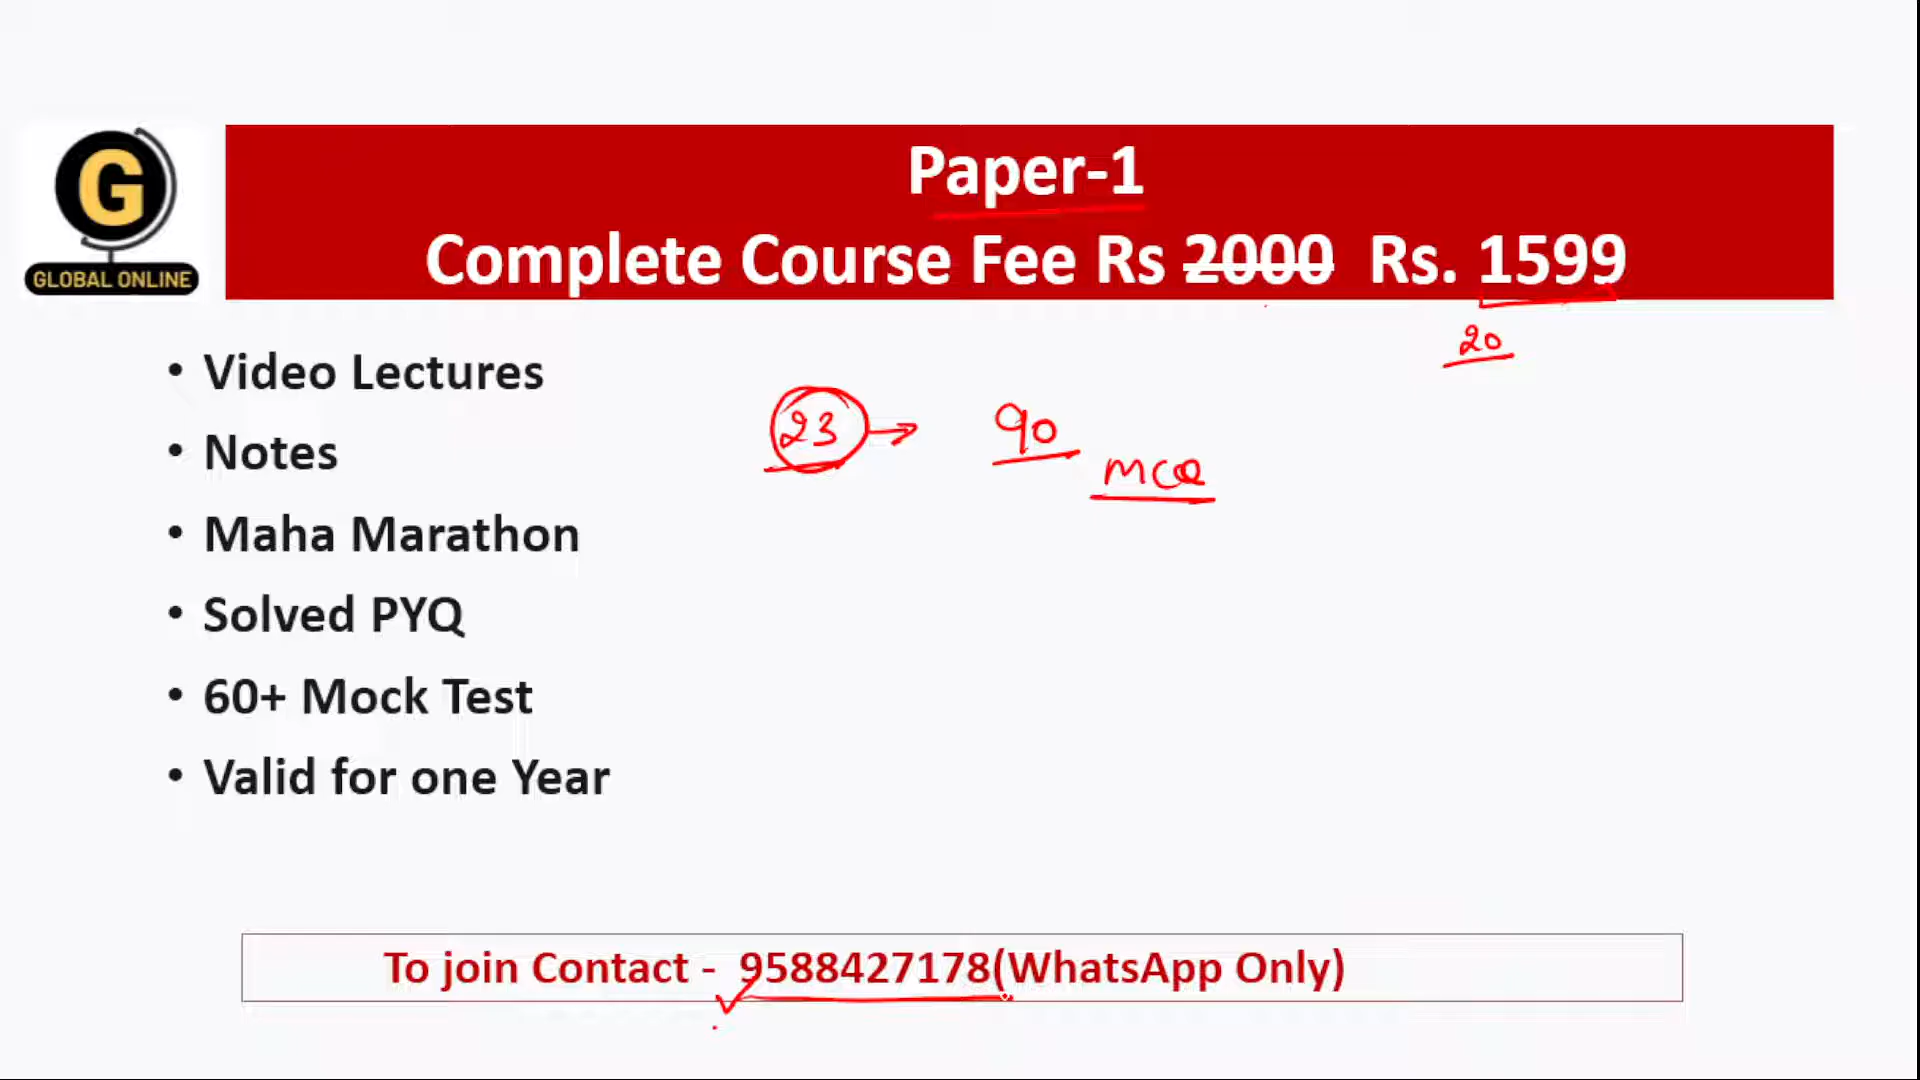 Paper-1
Complete Course Fee Rs 2000 Rs. 1599
G
GLOBAL ONLINE
20
• Video Lectures
23 → 90
MCQ
• Notes
• Maha Marathon
• Solved PYQ
• 60+ Mock Test
• Valid for one Year
To join Contact - 9588427178(WhatsApp Only)